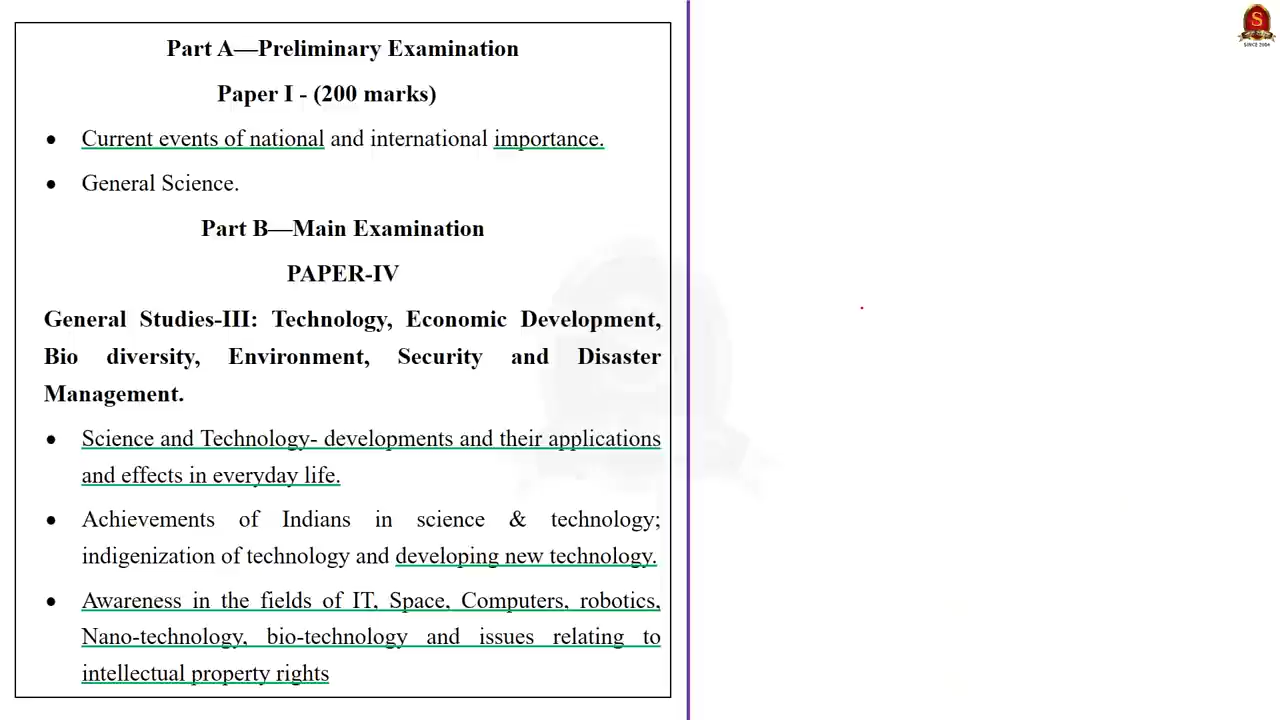 Part A—Preliminary Examination
Paper I - (200 marks)
• Current events of national and international importance.
• General Science.
Part B—Main Examination
PAPER-IV
General Studies-III: Technology, Economic Development,
Bio diversity, Environment, Security and Disaster
Management.
• Science and Technology- developments and their applications
and effects in everyday life.
• Achievements of Indians in science & technology;
indigenization of technology and developing new technology.
• Awareness in the fields of IT, Space, Computers, robotics,
Nano-technology, bio-technology and issues relating to
intellectual property rights
S
SINCE 2004